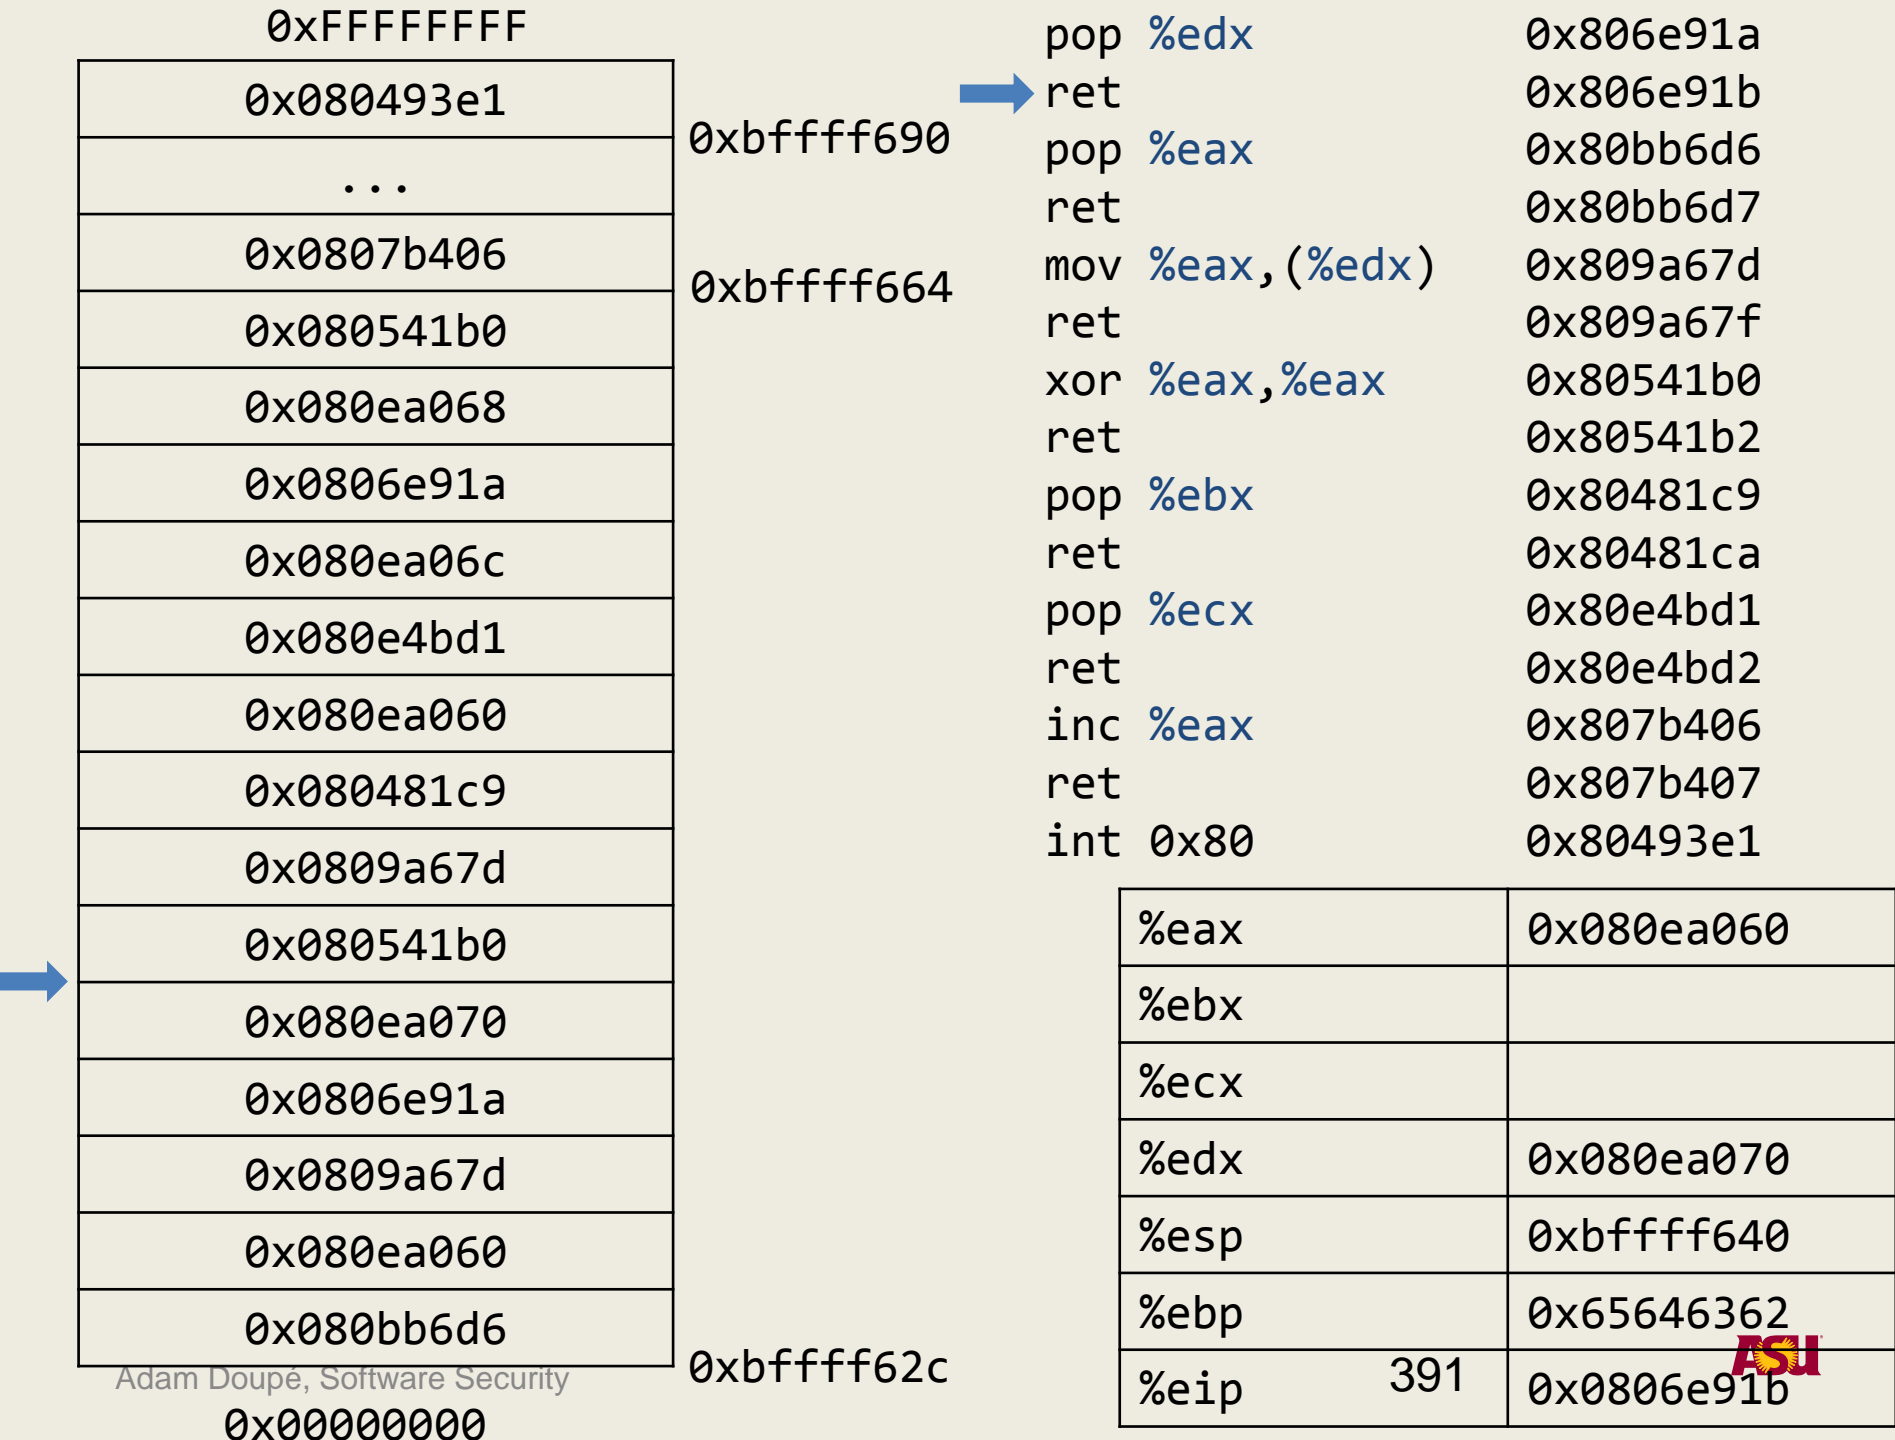 0xFFFFFFFF
0x080493e1
0xbffff690
...
0x0807b406
0xbffff664
0x080541b0
0x080ea068
0x0806e91a
0x080ea06c
0x080e4bd1
0x080ea060
0x080481c9
0x0809a67d
0x080541b0
0x080ea070
0x0806e91a
0x0809a67d
0x080ea060
0x080bb6d6
0xbffff62c
Adam Doupé, Software Security
0x00000000
pop %edx 0x806e91a
ret 0x806e91b
pop %eax 0x80bb6d6
ret 0x80bb6d7
mov %eax,(%edx) 0x809a67d
ret 0x809a67f
xor %eax,%eax 0x80541b0
ret 0x80541b2
pop %ebx 0x80481c9
ret 0x80481ca
pop %ecx 0x80e4bd1
ret 0x80e4bd2
inc %eax 0x807b406
ret 0x807b407
int 0x80 0x80493e1
%eax 0x080ea060
%ebx
%ecx
%edx 0x080ea070
%esp 0xbffff640
%ebp 0x65646362
%eip 0x0806e91b
391
ASU